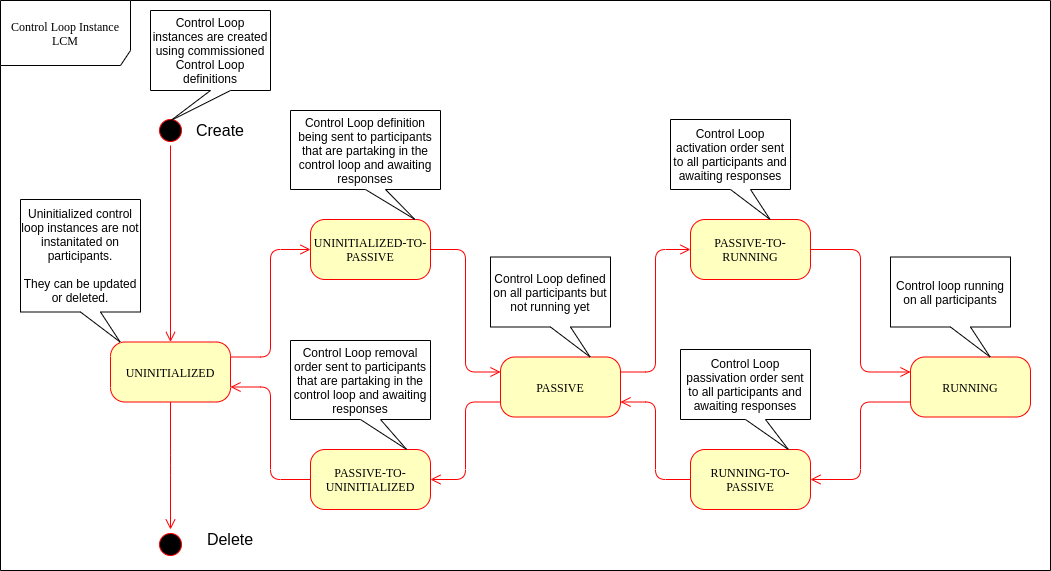 Control Loop Instance
LCM
Control Loop
instances are created
using commissioned
Control Loop
definitions
Create
Control Loop definition
being sent to participants
that are partaking in the
control loop and awaiting
responses
Control Loop
activation order sent
to all participants and
awaiting responses
Uninitialized control
loop instances are not
instanitated on
participants.
They can be updated
or deleted.
UNINITIALIZED-TO-
PASSIVE
PASSIVE-TO-
RUNNING
Control Loop defined
on all participants but
not running yet
Control loop running
on all participants
UNINITIALIZED
Control Loop removal
order sent to participants
that are partaking in the
control loop and awaiting
responses
PASSIVE
Control Loop
passivation order sent
to all participants and
awaiting responses
RUNNING
PASSIVE-TO-
UNINITIALIZED
RUNNING-TO-
PASSIVE
Delete